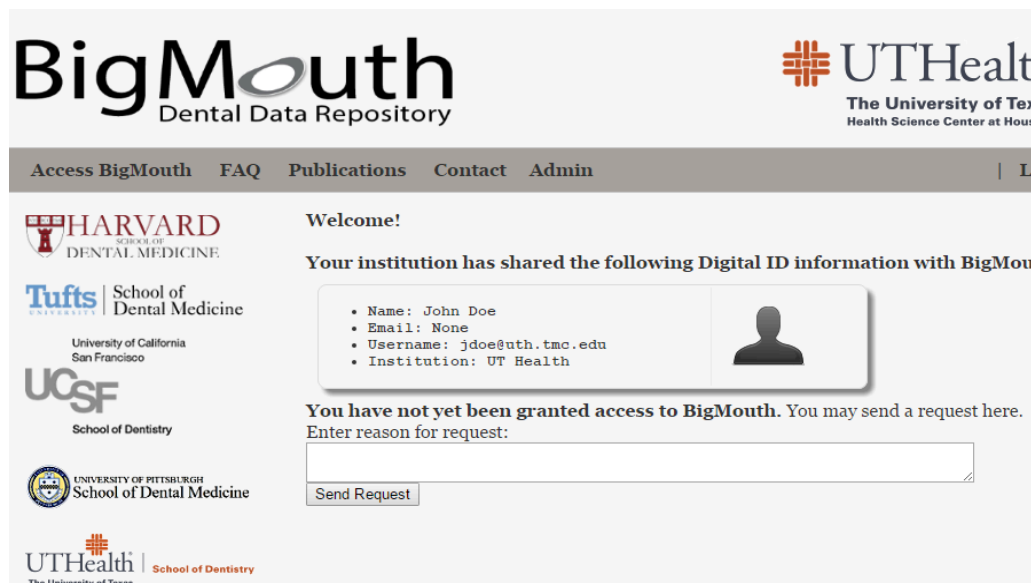 BigMouth
Dental Data Repository
UTHealt
The University of Tex
Health Science Center at Hous
Access BigMouth FAQ Publications Contact Admin | L
HARVARD
SCHOOL OF
DENTAL MEDICINE
Tufts School of
UNIVERSITY Dental Medicine
University of California
San Francisco
UCSF
School of Dentistry
UNIVERSITY OF PITTSBURGH
School of Dental Medicine
UTHealth School of Dentistry
The University of Texas
Welcome!
Your institution has shared the following Digital ID information with BigMou
• Name: John Doe
• Email: None
• Username: jdoe@uth.tmc.edu
• Institution: UT Health
You have not yet been granted access to BigMouth. You may send a request here.
Enter reason for request:
Send Request